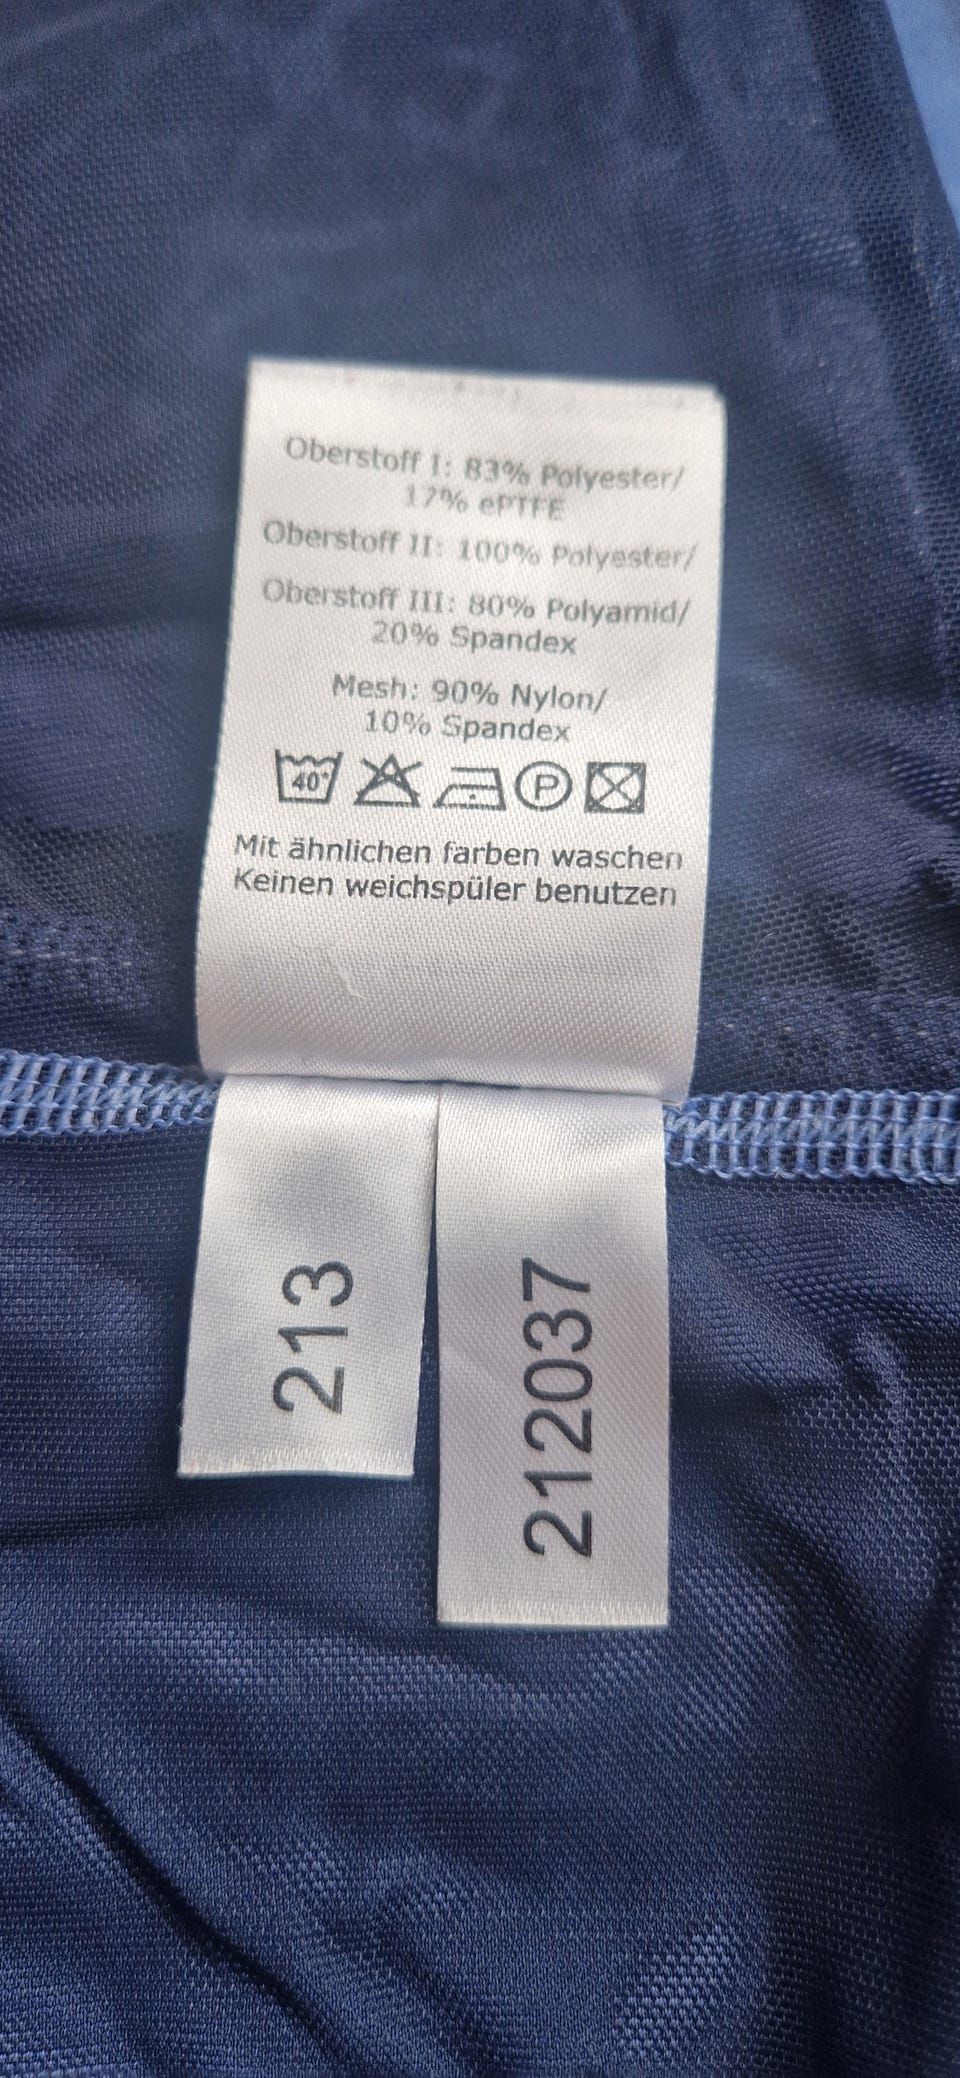 Oberstoff I: 83% Polyester/
17% ePTFE
Oberstoff II: 100% Polyester/
Oberstoff III: 80% Polyamid/
20% Spandex
Mesh: 90% Nylon/
10% Spandex
40° P
Mit ähnlichen farben waschen
Keinen weichspüler benutzen
213
212037